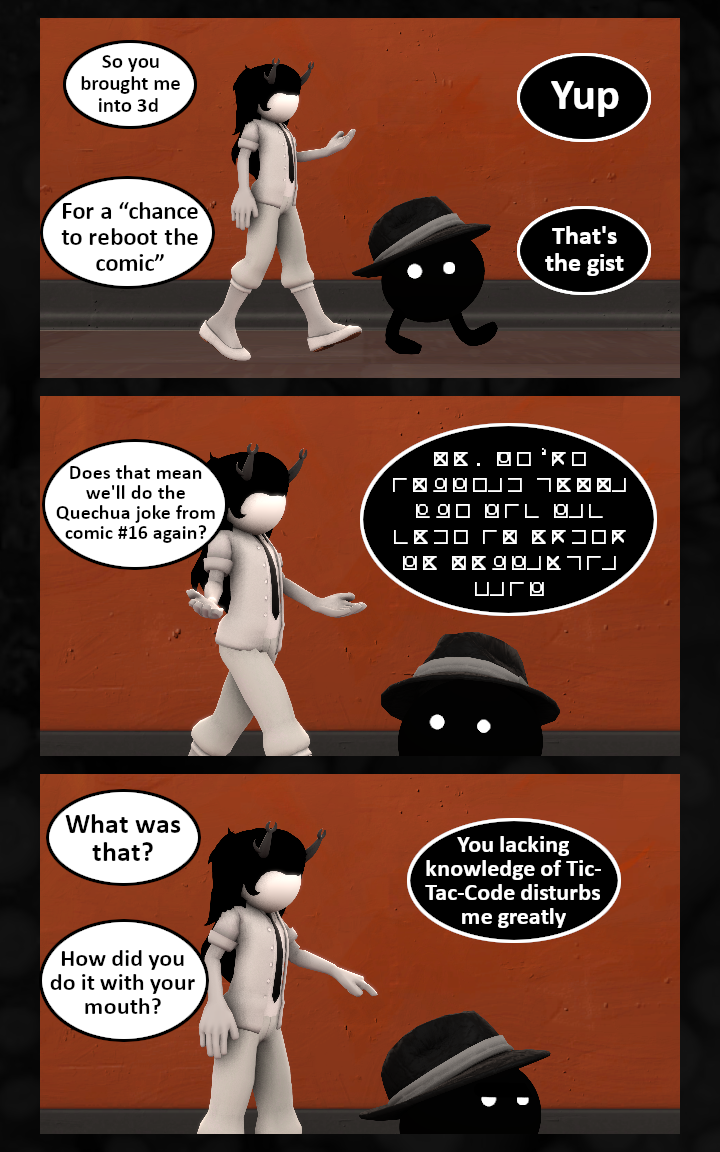 So you
brought me
into 3d
Yup
For a “chance
to reboot the
comic”
That's
the gist
Does that mean
we'll do the
Quechua joke from
comic #16 again?
What was
that?
You lacking
knowledge of Tic-
Tac-Code disturbs
me greatly
How did you
do it with your
mouth?